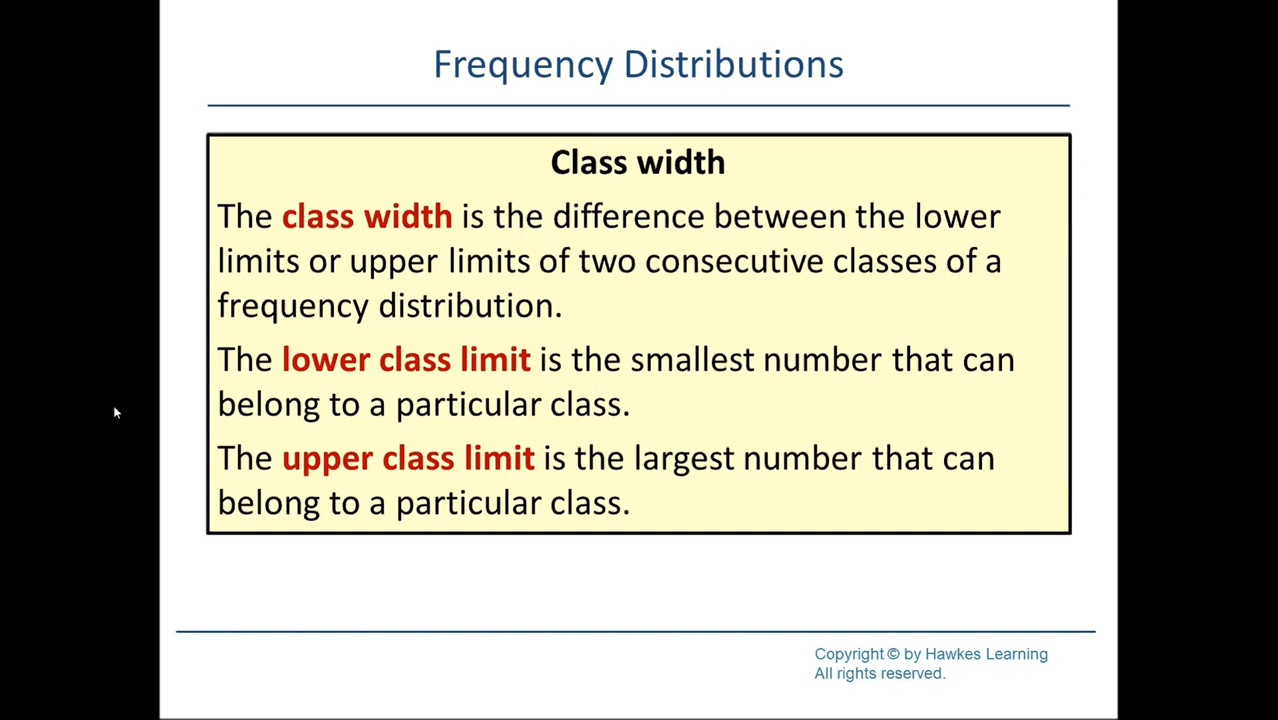 Frequency Distributions
Class width
The class width is the difference between the lower
limits or upper limits of two consecutive classes of a
frequency distribution.
The lower class limit is the smallest number that can
belong to a particular class.
The upper class limit is the largest number that can
belong to a particular class.
Copyright © by Hawkes Learning
All rights reserved.